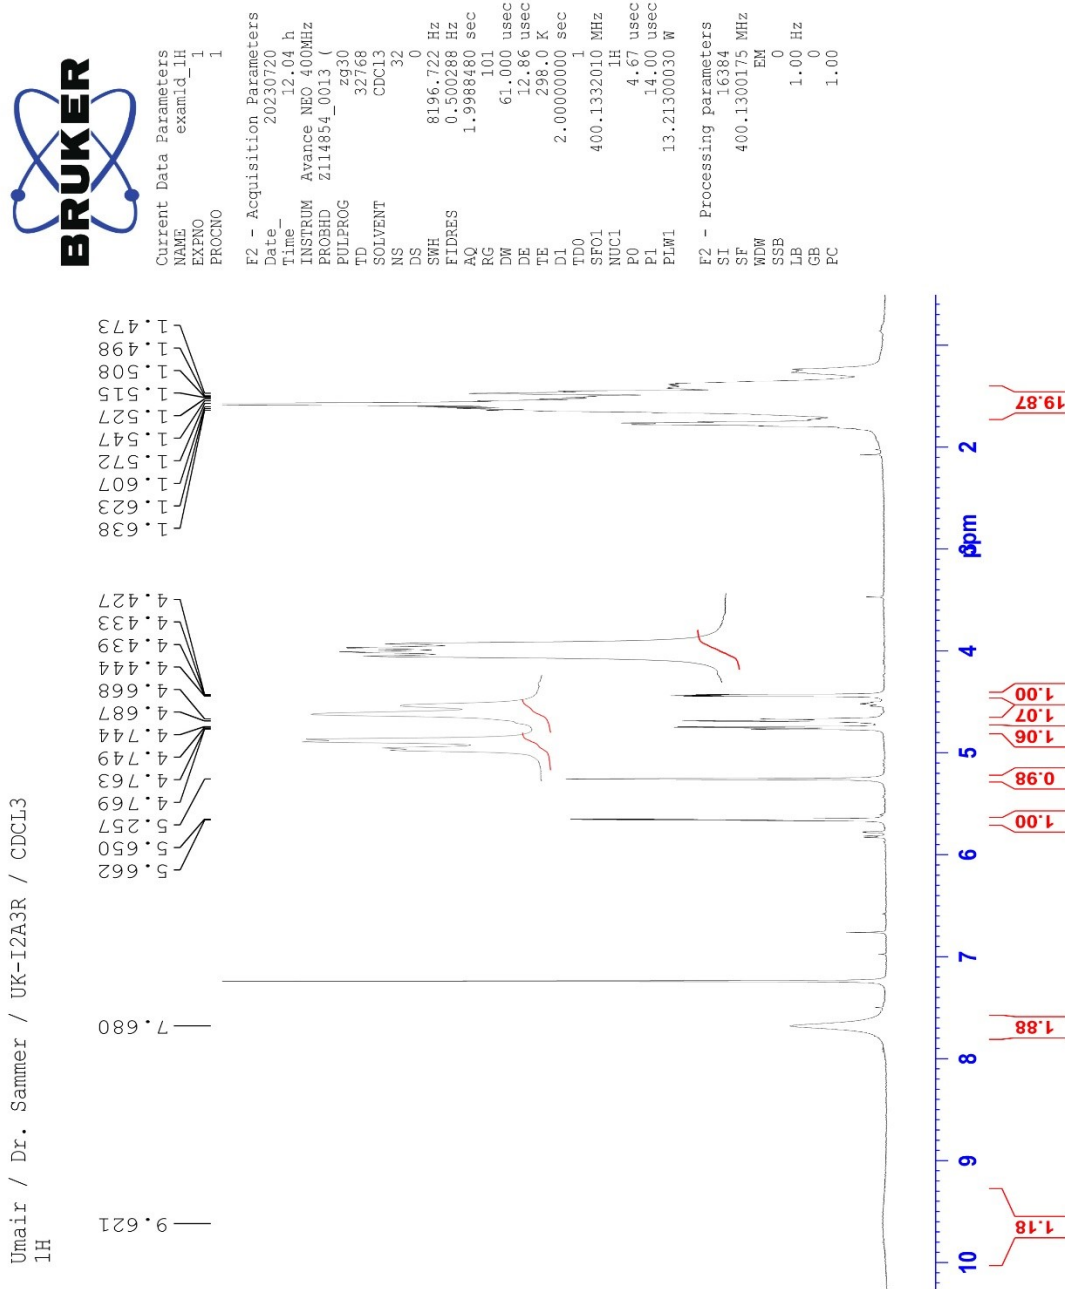 Umair / Dr. Sammer / UK-I2A3R / CDCL3
1H
9.621
7.680
5.662
5.650
5.257
4.769
4.763
4.749
4.744
4.687
4.668
4.444
4.439
4.433
4.427
1.638
1.623
1.607
1.572
1.547
1.527
1.515
1.508
1.498
1.473
BRUKER
Current Data Parameters
NAME examId_1H
EXPNO 1
PROCNO 1
F2 - Acquisition Parameters
Date_ 20230720
Time 12.04 h
INSTRUM Avance NEO 400MHz
PROBHD Z114854_0013 (
PULPROG zg30
TD 32768
SOLVENT CDCl3
NS 32
DS 0
SWH 8196.722 Hz
FIDRES 0.500288 Hz
AQ 1.9988480 sec
RG 101
DW 61.000 usec
DE 12.86 usec
TE 298.0 K
D1 2.00000000 sec
TD0 1
SFO1 400.1332010 MHz
NUC1 1H
P0 4.67 usec
P1 14.00 usec
PLW1 13.21300030 W
F2 - Processing parameters
SI 16384
SF 400.1300175 MHz
WDW EM
SSB 0
LB 1.00 Hz
GB 0
PC 1.00
10 9 8 7 6 5 4 3 2 ppm
1.18
1.88
1.00
0.98
1.06
1.07
1.00
19.87